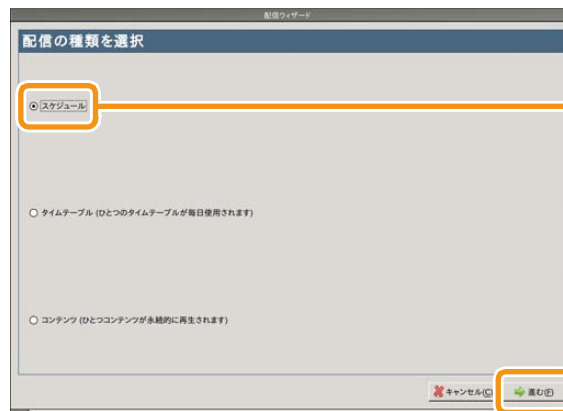 配信ウィザード
配信の種類を選択
スケジュール
タイムテーブル (ひとつのタイムテーブルが毎日使用されます)
コンテンツ (ひとつコンテンツが永続的に再生されます)
キャンセル(C) 進む(F)